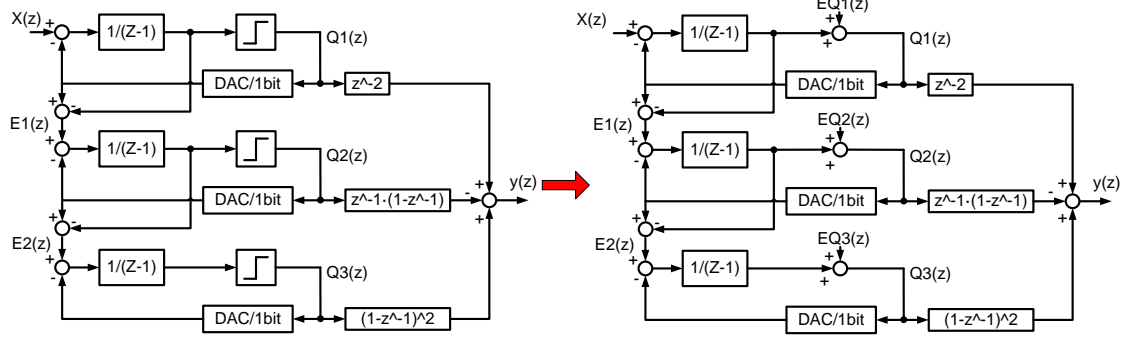 X(z) + - 1/(Z-1) Q1(z)
DAC/1bit z^-2
+ -
E1(z) + - 1/(Z-1) Q2(z)
DAC/1bit z^-1·(1-z^-1) + - + y(z)
+ -
E2(z) + - 1/(Z-1) Q3(z)
DAC/1bit (1-z^-1)^2
EQ1(z)
X(z) + - 1/(Z-1) + + Q1(z)
DAC/1bit z^-2
+ -
EQ2(z)
E1(z) + - 1/(Z-1) + + Q2(z)
DAC/1bit z^-1·(1-z^-1) + - + y(z)
+ -
EQ3(z)
E2(z) + - 1/(Z-1) + + Q3(z)
DAC/1bit (1-z^-1)^2